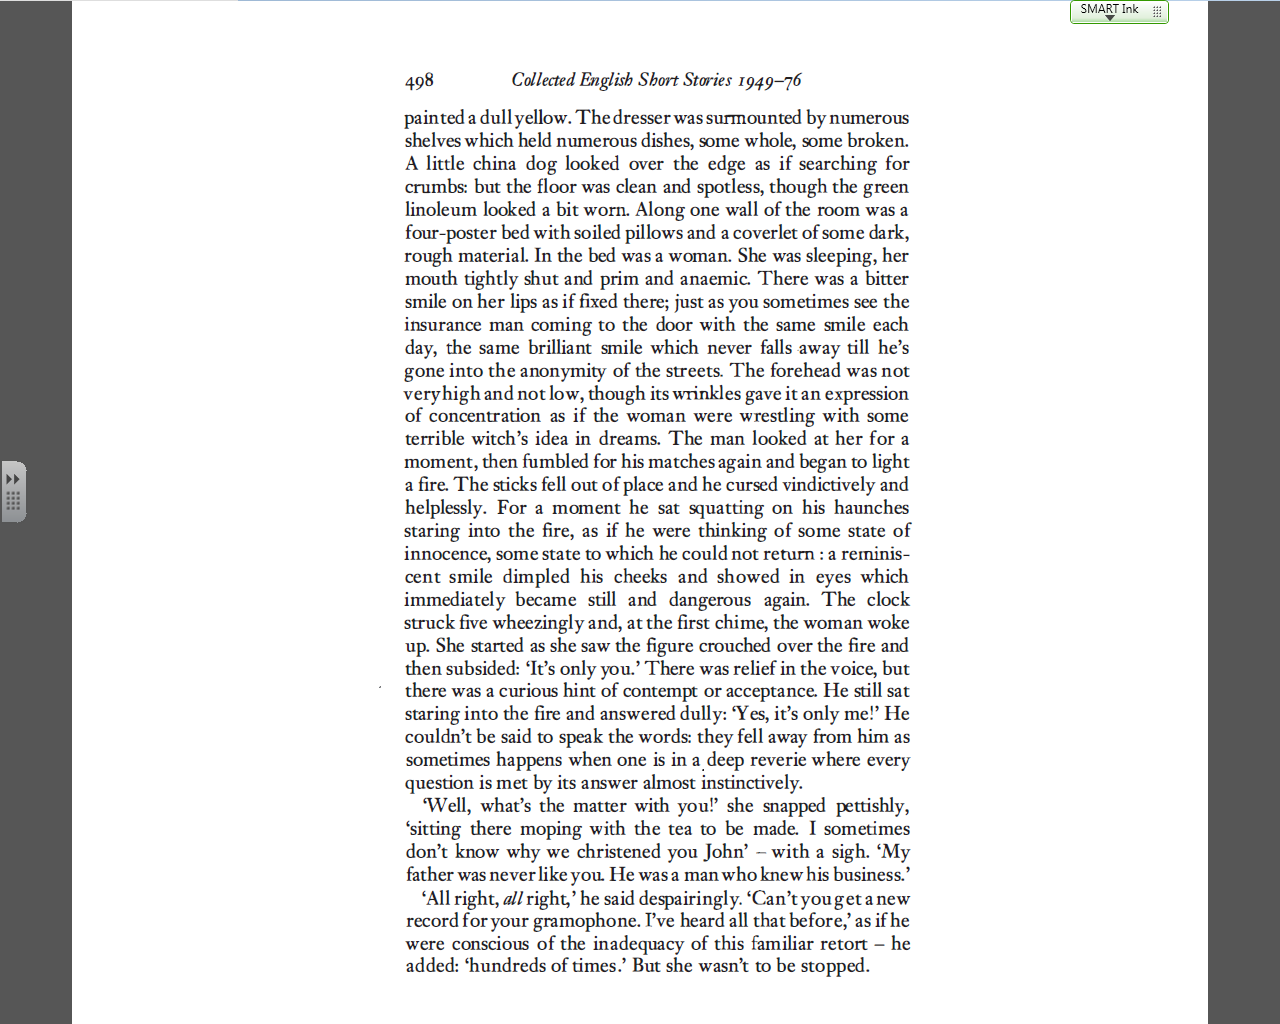 SMART Ink
498 Collected English Short Stories 1949–76
painted a dull yellow. The dresser was surmounted by numerous
shelves which held numerous dishes, some whole, some broken.
A little china dog looked over the edge as if searching for
crumbs: but the floor was clean and spotless, though the green
linoleum looked a bit worn. Along one wall of the room was a
four-poster bed with soiled pillows and a coverlet of some dark,
rough material. In the bed was a woman. She was sleeping, her
mouth tightly shut and prim and anaemic. There was a bitter
smile on her lips as if fixed there; just as you sometimes see the
insurance man coming to the door with the same smile each
day, the same brilliant smile which never falls away till he's
gone into the anonymity of the streets. The forehead was not
very high and not low, though its wrinkles gave it an expression
of concentration as if the woman were wrestling with some
terrible witch's idea in dreams. The man looked at her for a
moment, then fumbled for his matches again and began to light
a fire. The sticks fell out of place and he cursed vindictively and
helplessly. For a moment he sat squatting on his haunches
staring into the fire, as if he were thinking of some state of
innocence, some state to which he could not return : a reminis-
cent smile dimpled his cheeks and showed in eyes which
immediately became still and dangerous again. The clock
struck five wheezingly and, at the first chime, the woman woke
up. She started as she saw the figure crouched over the fire and
then subsided: 'It's only you.' There was relief in the voice, but
there was a curious hint of contempt or acceptance. He still sat
staring into the fire and answered dully: 'Yes, it's only me!' He
couldn't be said to speak the words: they fell away from him as
sometimes happens when one is in a deep reverie where every
question is met by its answer almost instinctively.
'Well, what's the matter with you!' she snapped pettishly,
'sitting there moping with the tea to be made. I sometimes
don't know why we christened you John' – with a sigh. 'My
father was never like you. He was a man who knew his business.'
'All right, all right,' he said despairingly. 'Can't you get a new
record for your gramophone. I've heard all that before,' as if he
were conscious of the inadequacy of this familiar retort – he
added: 'hundreds of times.' But she wasn't to be stopped.